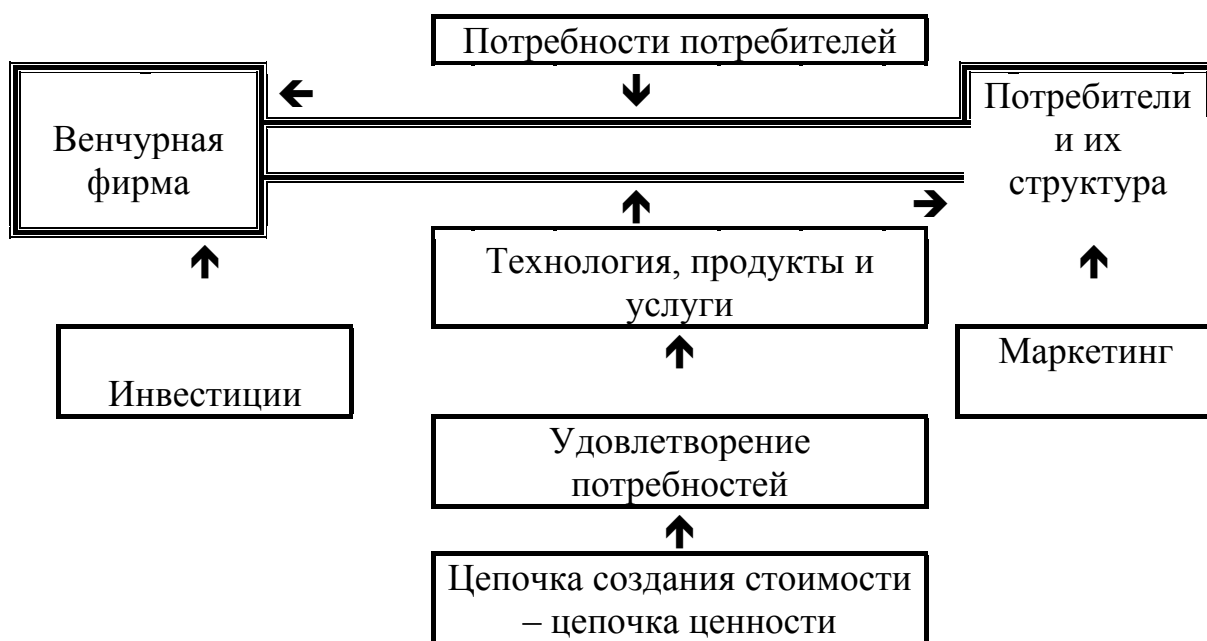 Потребности потребителей
Венчурная
фирма
Потребители
и их
структура
Технология, продукты и
услуги
Инвестиции
Маркетинг
Удовлетворение
потребностей
Цепочка создания стоимости
– цепочка ценности